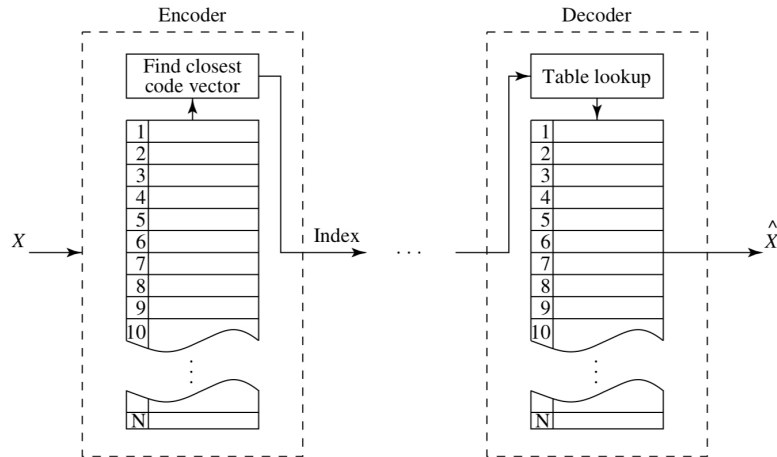 Encoder
Find closest
code vector
1
2
3
4
5
6
7
8
9
10
N
X
Index
. . .
Decoder
Table lookup
1
2
3
4
5
6
7
8
9
10
N
X̂